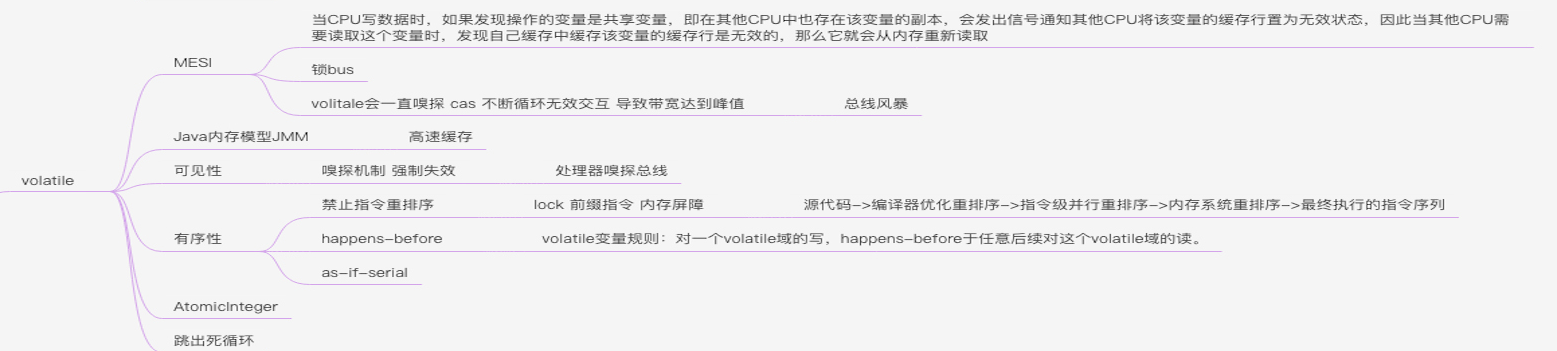 当CPU写数据时，如果发现操作的变量是共享变量，即在其他CPU中也存在该变量的副本，会发出信号通知其他CPU将该变量的缓存行置为无效状态，因此当其他CPU需
要读取这个变量时，发现自己缓存中缓存该变量的缓存行是无效的，那么它就会从内存重新读取
MESI
锁bus
volitale会一直嗅探 cas 不断循环无效交互 导致带宽达到峰值 总线风暴
Java内存模型JMM 高速缓存
可见性 嗅探机制 强制失效 处理器嗅探总线
volatile
禁止指令重排序 lock 前缀指令 内存屏障 源代码->编译器优化重排序->指令级并行重排序->内存系统重排序->最终执行的指令序列
有序性 happens-before volatile变量规则：对一个volatile域的写，happens-before于任意后续对这个volatile域的读。
as-if-serial
AtomicInteger
跳出死循环